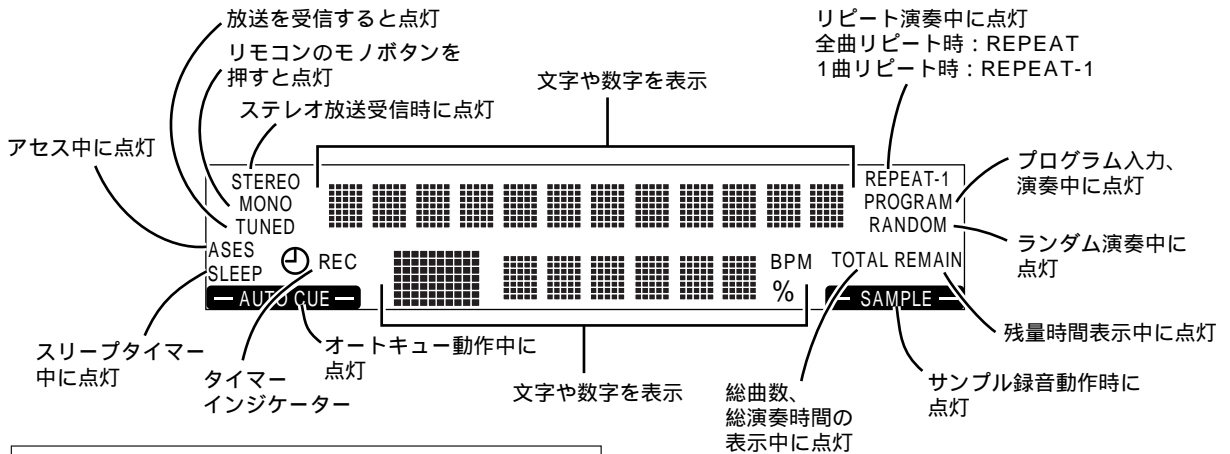 放送を受信すると点灯
リモコンのモノボタンを
押すと点灯
ステレオ放送受信時に点灯
アセス中に点灯
文字や数字を表示
リピート演奏中に点灯
全曲リピート時：REPEAT
1曲リピート時：REPEAT-1
プログラム入力、
演奏中に点灯
ランダム演奏中に
点灯
STEREO
MONO
TUNED
ASES
SLEEP
REC
AUTO CUE
BPM
%
REPEAT-1
PROGRAM
RANDOM
TOTAL REMAIN
SAMPLE
スリープタイマー
中に点灯
タイマー
インジケーター
オートキュー動作中に
点灯
文字や数字を表示
総曲数、
総演奏時間の
表示中に点灯
サンプル録音動作時に
点灯
残量時間表示中に点灯